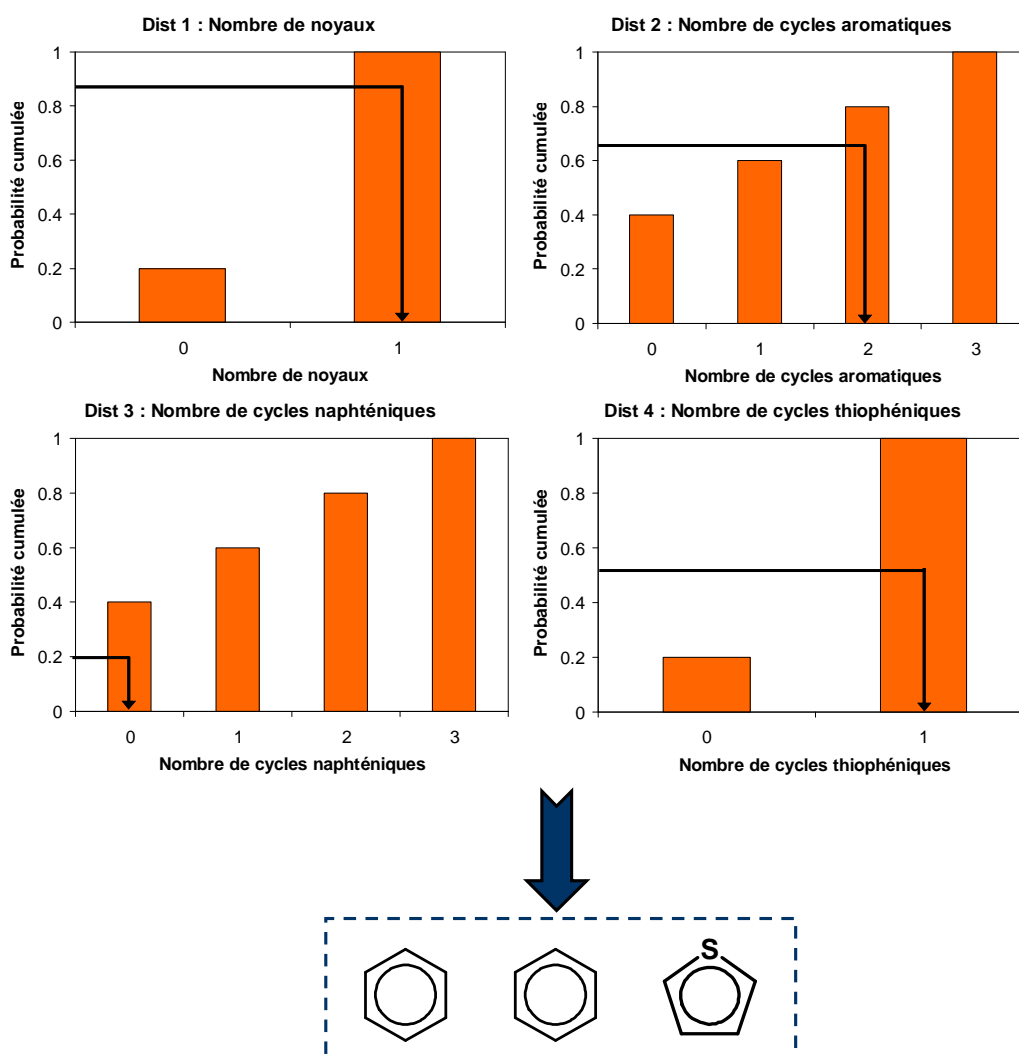 Dist 1 : Nombre de noyaux
1
0.8
0.6
0.4
0.2
0
Probabilité cumulée
0 1
Nombre de noyaux
Dist 2 : Nombre de cycles aromatiques
1
0.8
0.6
0.4
0.2
0
Probabilité cumulée
0 1 2 3
Nombre de cycles aromatiques
Dist 3 : Nombre de cycles naphténiques
1
0.8
0.6
0.4
0.2
0
Probabilité cumulée
0 1 2 3
Nombre de cycles naphténiques
Dist 4 : Nombre de cycles thiophéniques
1
0.8
0.6
0.4
0.2
0
Probabilité cumulée
0 1
Nombre de cycles thiophéniques
S